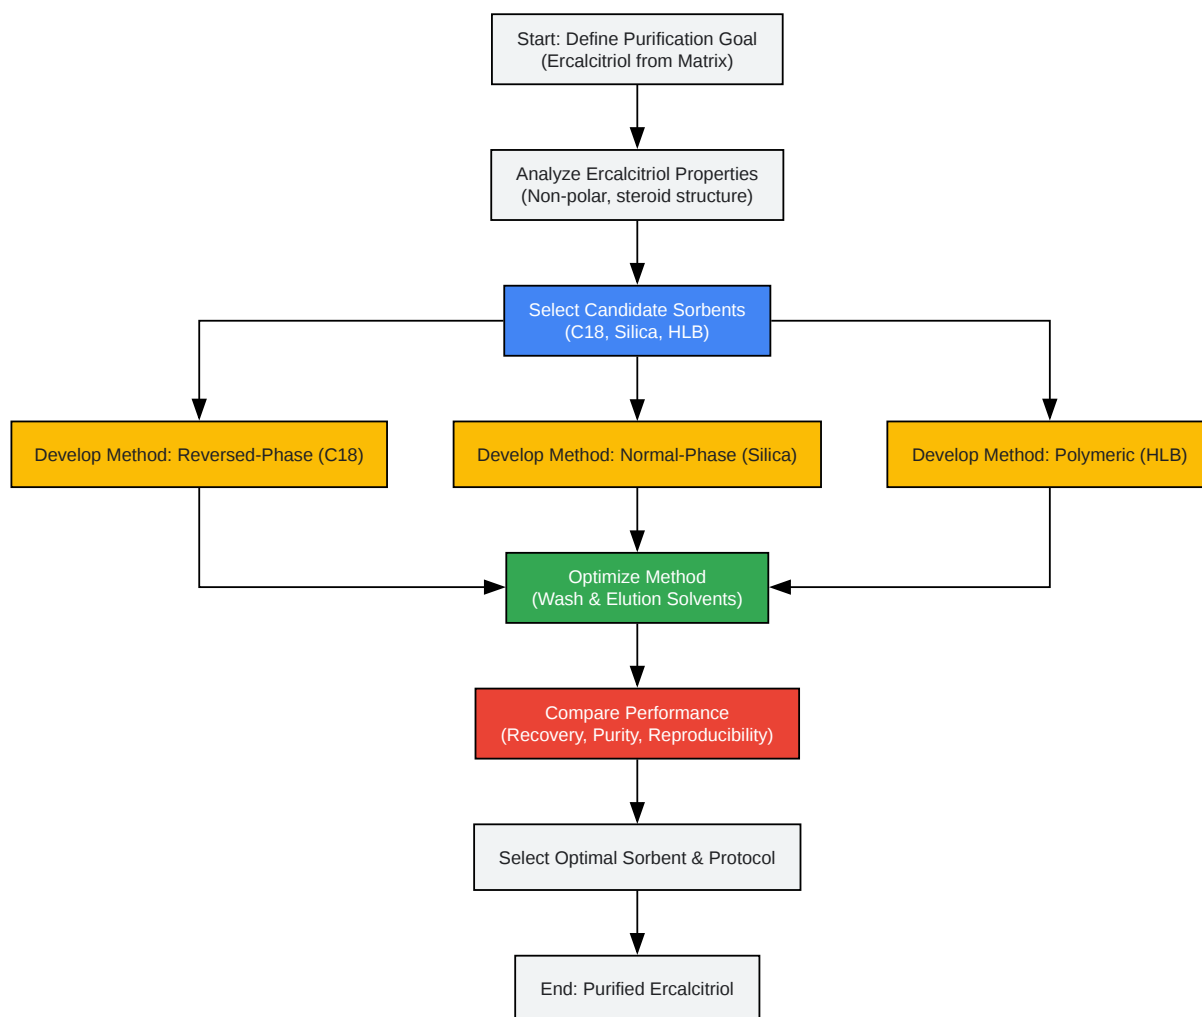 Start: Define Purification Goal
(Ercalcitriol from Matrix)
Analyze Ercalcitriol Properties
(Non-polar, steroid structure)
Select Candidate Sorbents
(C18, Silica, HLB)
Develop Method: Reversed-Phase (C18)
Develop Method: Normal-Phase (Silica)
Develop Method: Polymeric (HLB)
Optimize Method
(Wash & Elution Solvents)
Compare Performance
(Recovery, Purity, Reproducibility)
Select Optimal Sorbent & Protocol
End: Purified Ercalcitriol